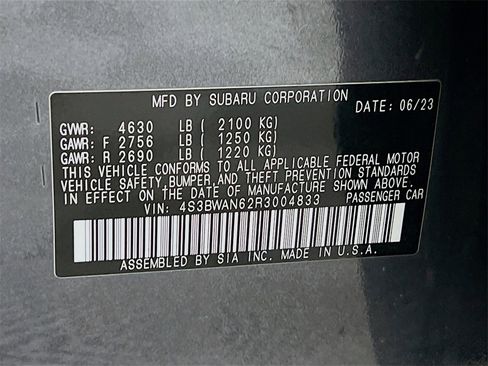 MFD BY SUBARU CORPORATION DATE: 06/23
GVWR: 4630 LB ( 2100 KG)
GAWR: F 2756 LB ( 1250 KG)
GAWR: R 2690 LB ( 1220 KG)
THIS VEHICLE CONFORMS TO ALL APPLICABLE FEDERAL MOTOR
VEHICLE SAFETY, BUMPER, AND THEFT PREVENTION STANDARDS
IN EFFECT ON THE DATE OF MANUFACTURE SHOWN ABOVE.
VIN: 4S3BWAN62R3004833 PASSENGER CAR
ASSEMBLED BY SIA INC. MADE IN U.S.A.